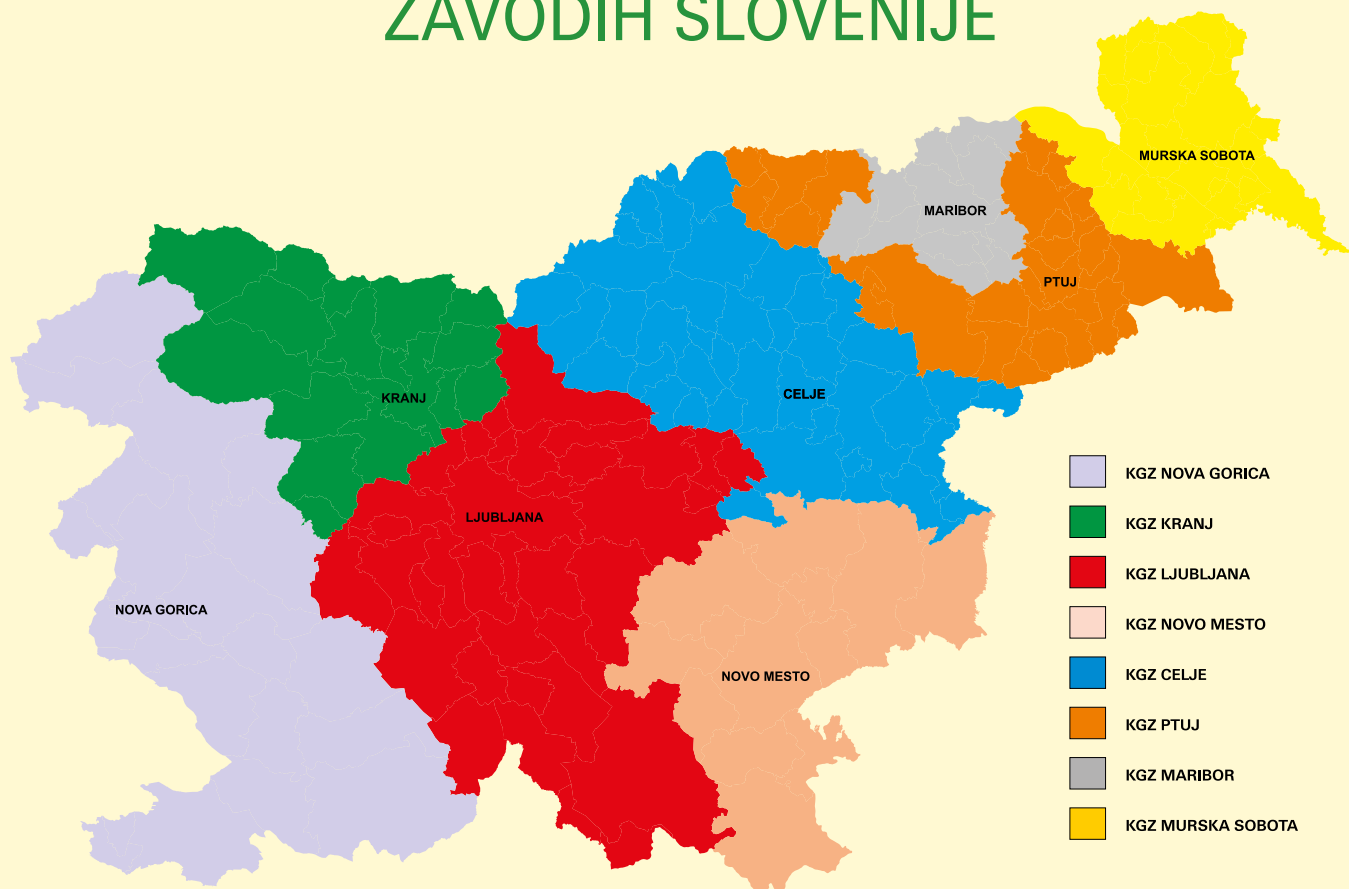 ZAVODIH SLOVENIJE
MURSKA SOBOTA
MARIBOR
PTUJ
CELJE
KRANJ
LJUBLJANA
NOVA GORICA
NOVO MESTO
KGZ NOVA GORICA
KGZ KRANJ
KGZ LJUBLJANA
KGZ NOVO MESTO
KGZ CELJE
KGZ PTUJ
KGZ MARIBOR
KGZ MURSKA SOBOTA